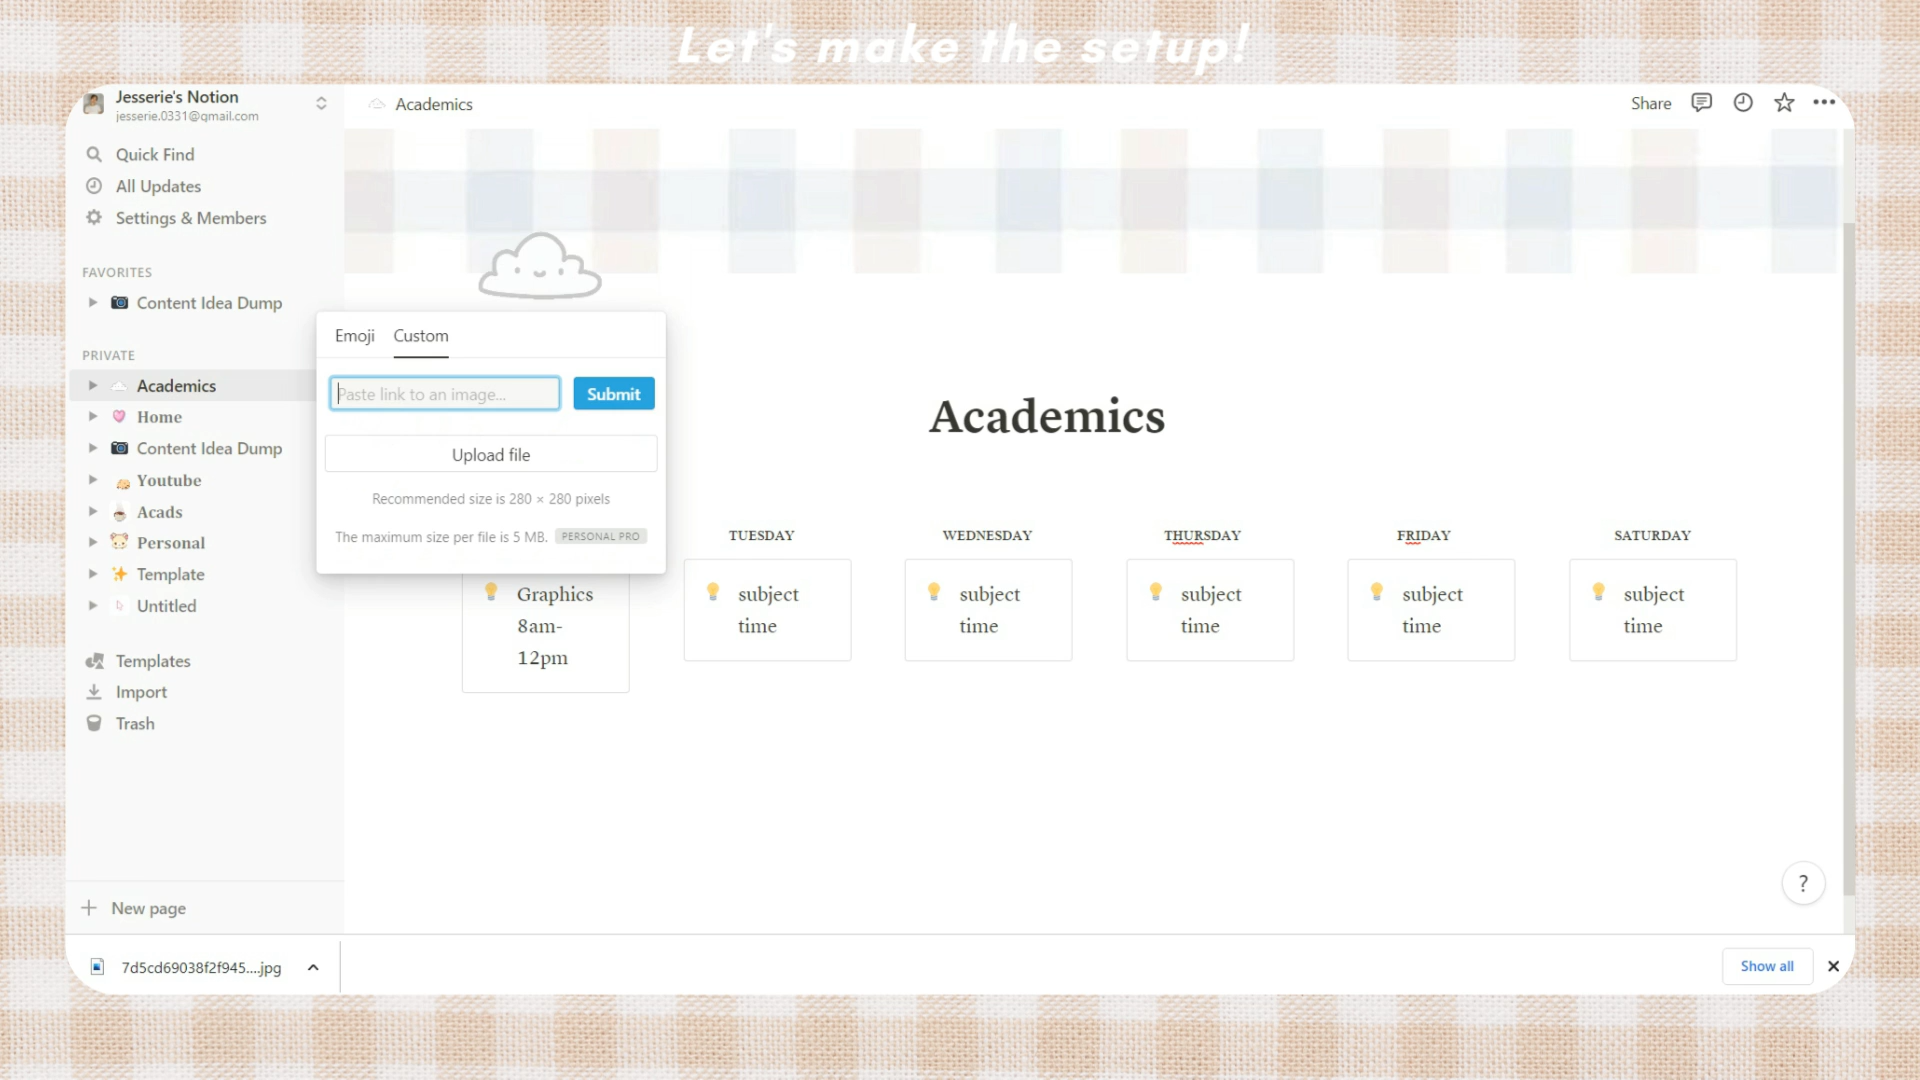 Let's make the setup!
Jesserie's Notion
jesserie.0331@gmail.com
Academics
Share
Quick Find
All Updates
Settings & Members
FAVORITES
Content Idea Dump
PRIVATE
Academics
Home
Content Idea Dump
Youtube
Acads
Personal
Template
Untitled
Templates
Import
Trash
New page
Emoji Custom
Paste link to an image...
Submit
Upload file
Recommended size is 280 × 280 pixels
The maximum size per file is 5 MB. PERSONAL PRO
Academics
TUESDAY
WEDNESDAY
THURSDAY
FRIDAY
SATURDAY
Graphics
8am-
12pm
subject
time
subject
time
subject
time
subject
time
subject
time
?
7d5cd69038f2f945....jpg
Show all